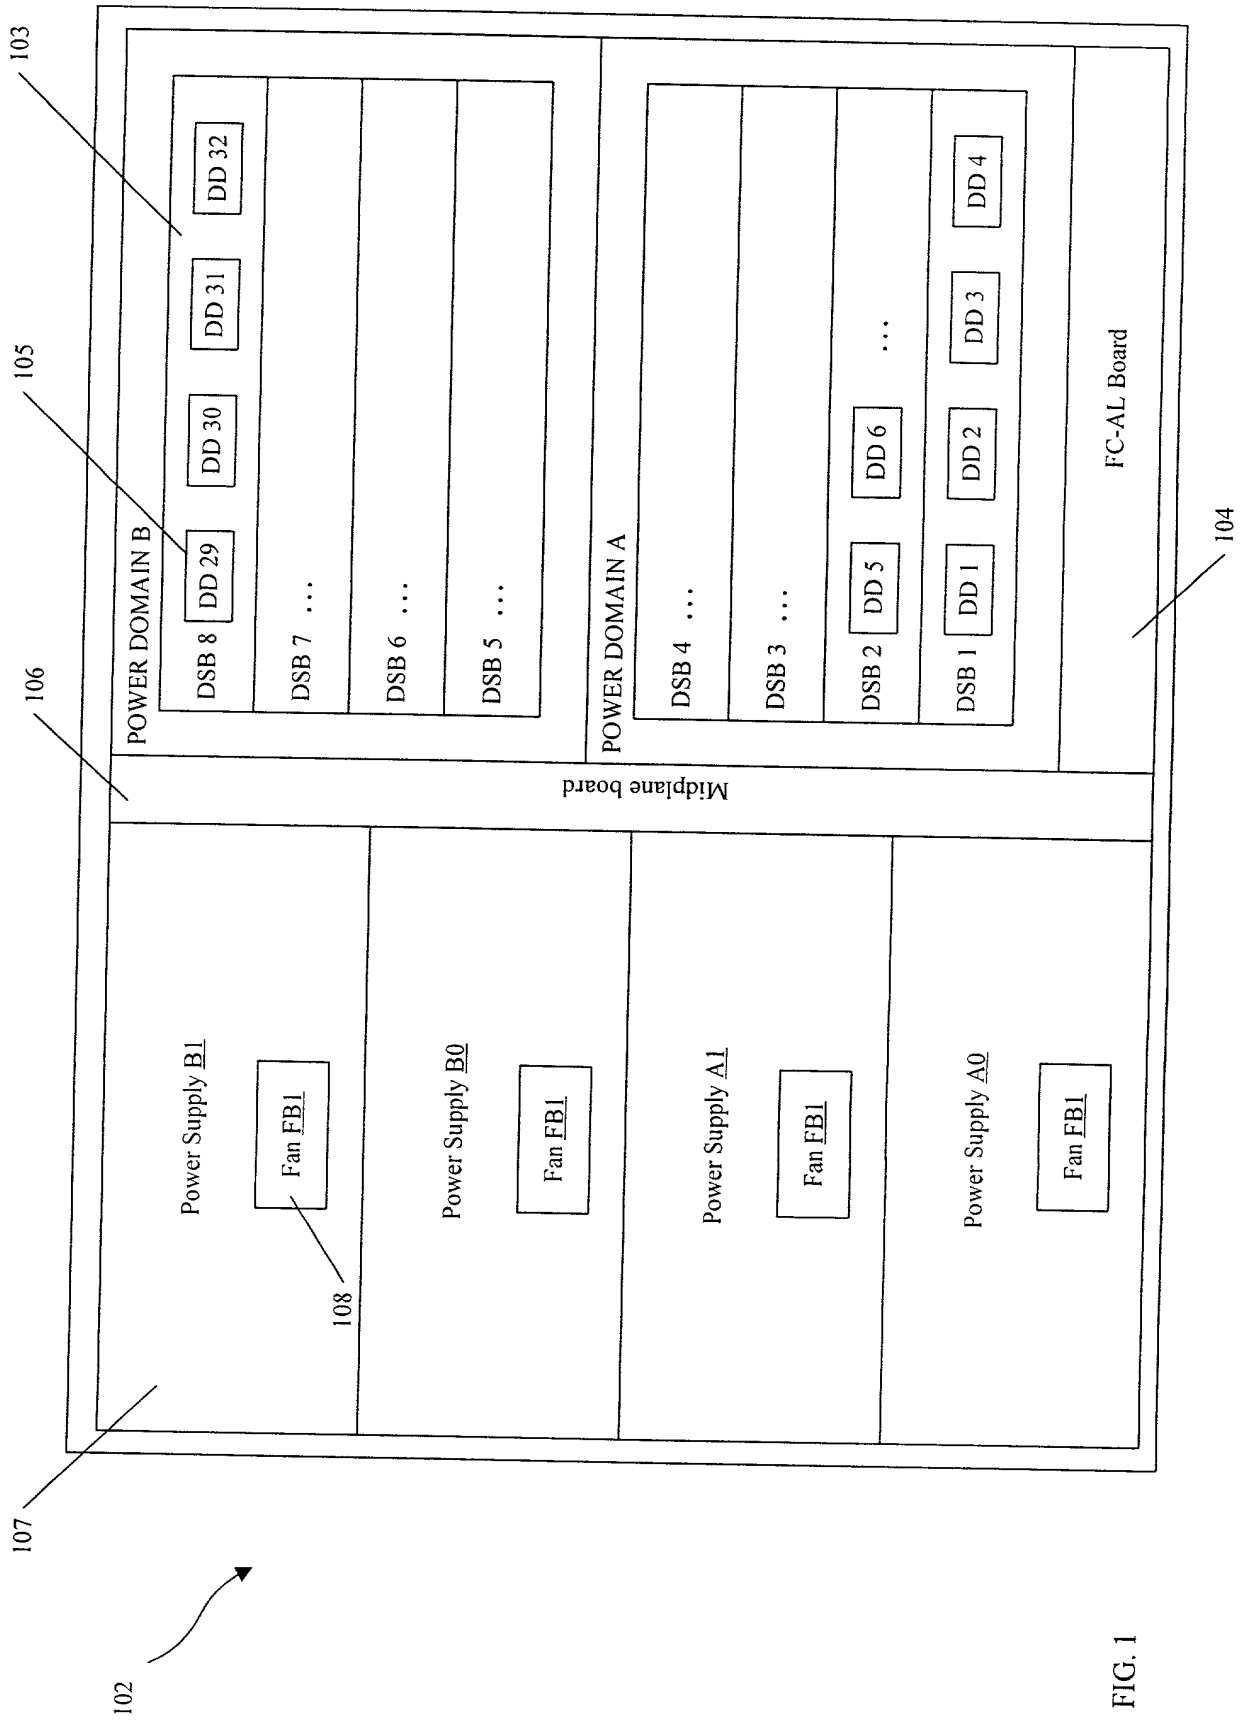 102
107
106
105
103
Power Supply B1
Fan FB1
108
Power Supply B0
Fan FB1
Power Supply A1
Fan FB1
Power Supply A0
Fan FB1
Midplane board
POWER DOMAIN B
DSB 8 DD 29 DD 30 DD 31 DD 32
DSB 7 ...
DSB 6 ...
DSB 5 ...
POWER DOMAIN A
DSB 4 ...
DSB 3 ...
DSB 2 DD 5 DD 6 ...
DSB 1 DD 1 DD 2 DD 3 DD 4
FC-AL Board
104
FIG. 1